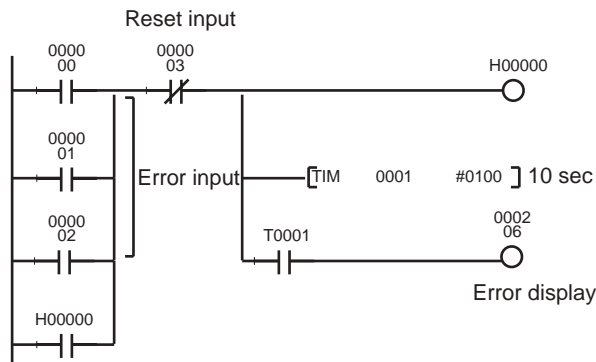 Reset input
0000
00
0000
03
H00000
0000
01
Error input
TIM 0001 #0100 10 sec
0000
02
T0001
0002
06
Error display
H00000